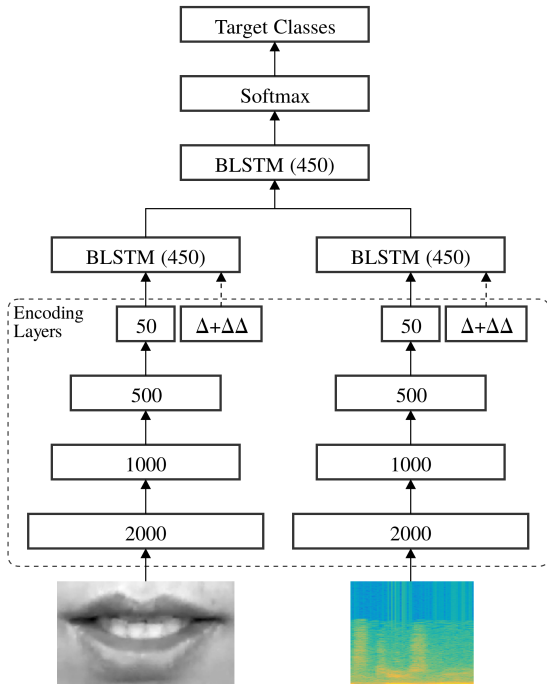 Target Classes
Softmax
BLSTM (450)
BLSTM (450)
BLSTM (450)
Encoding
Layers
50
Δ+ΔΔ
50
Δ+ΔΔ
500
500
1000
1000
2000
2000